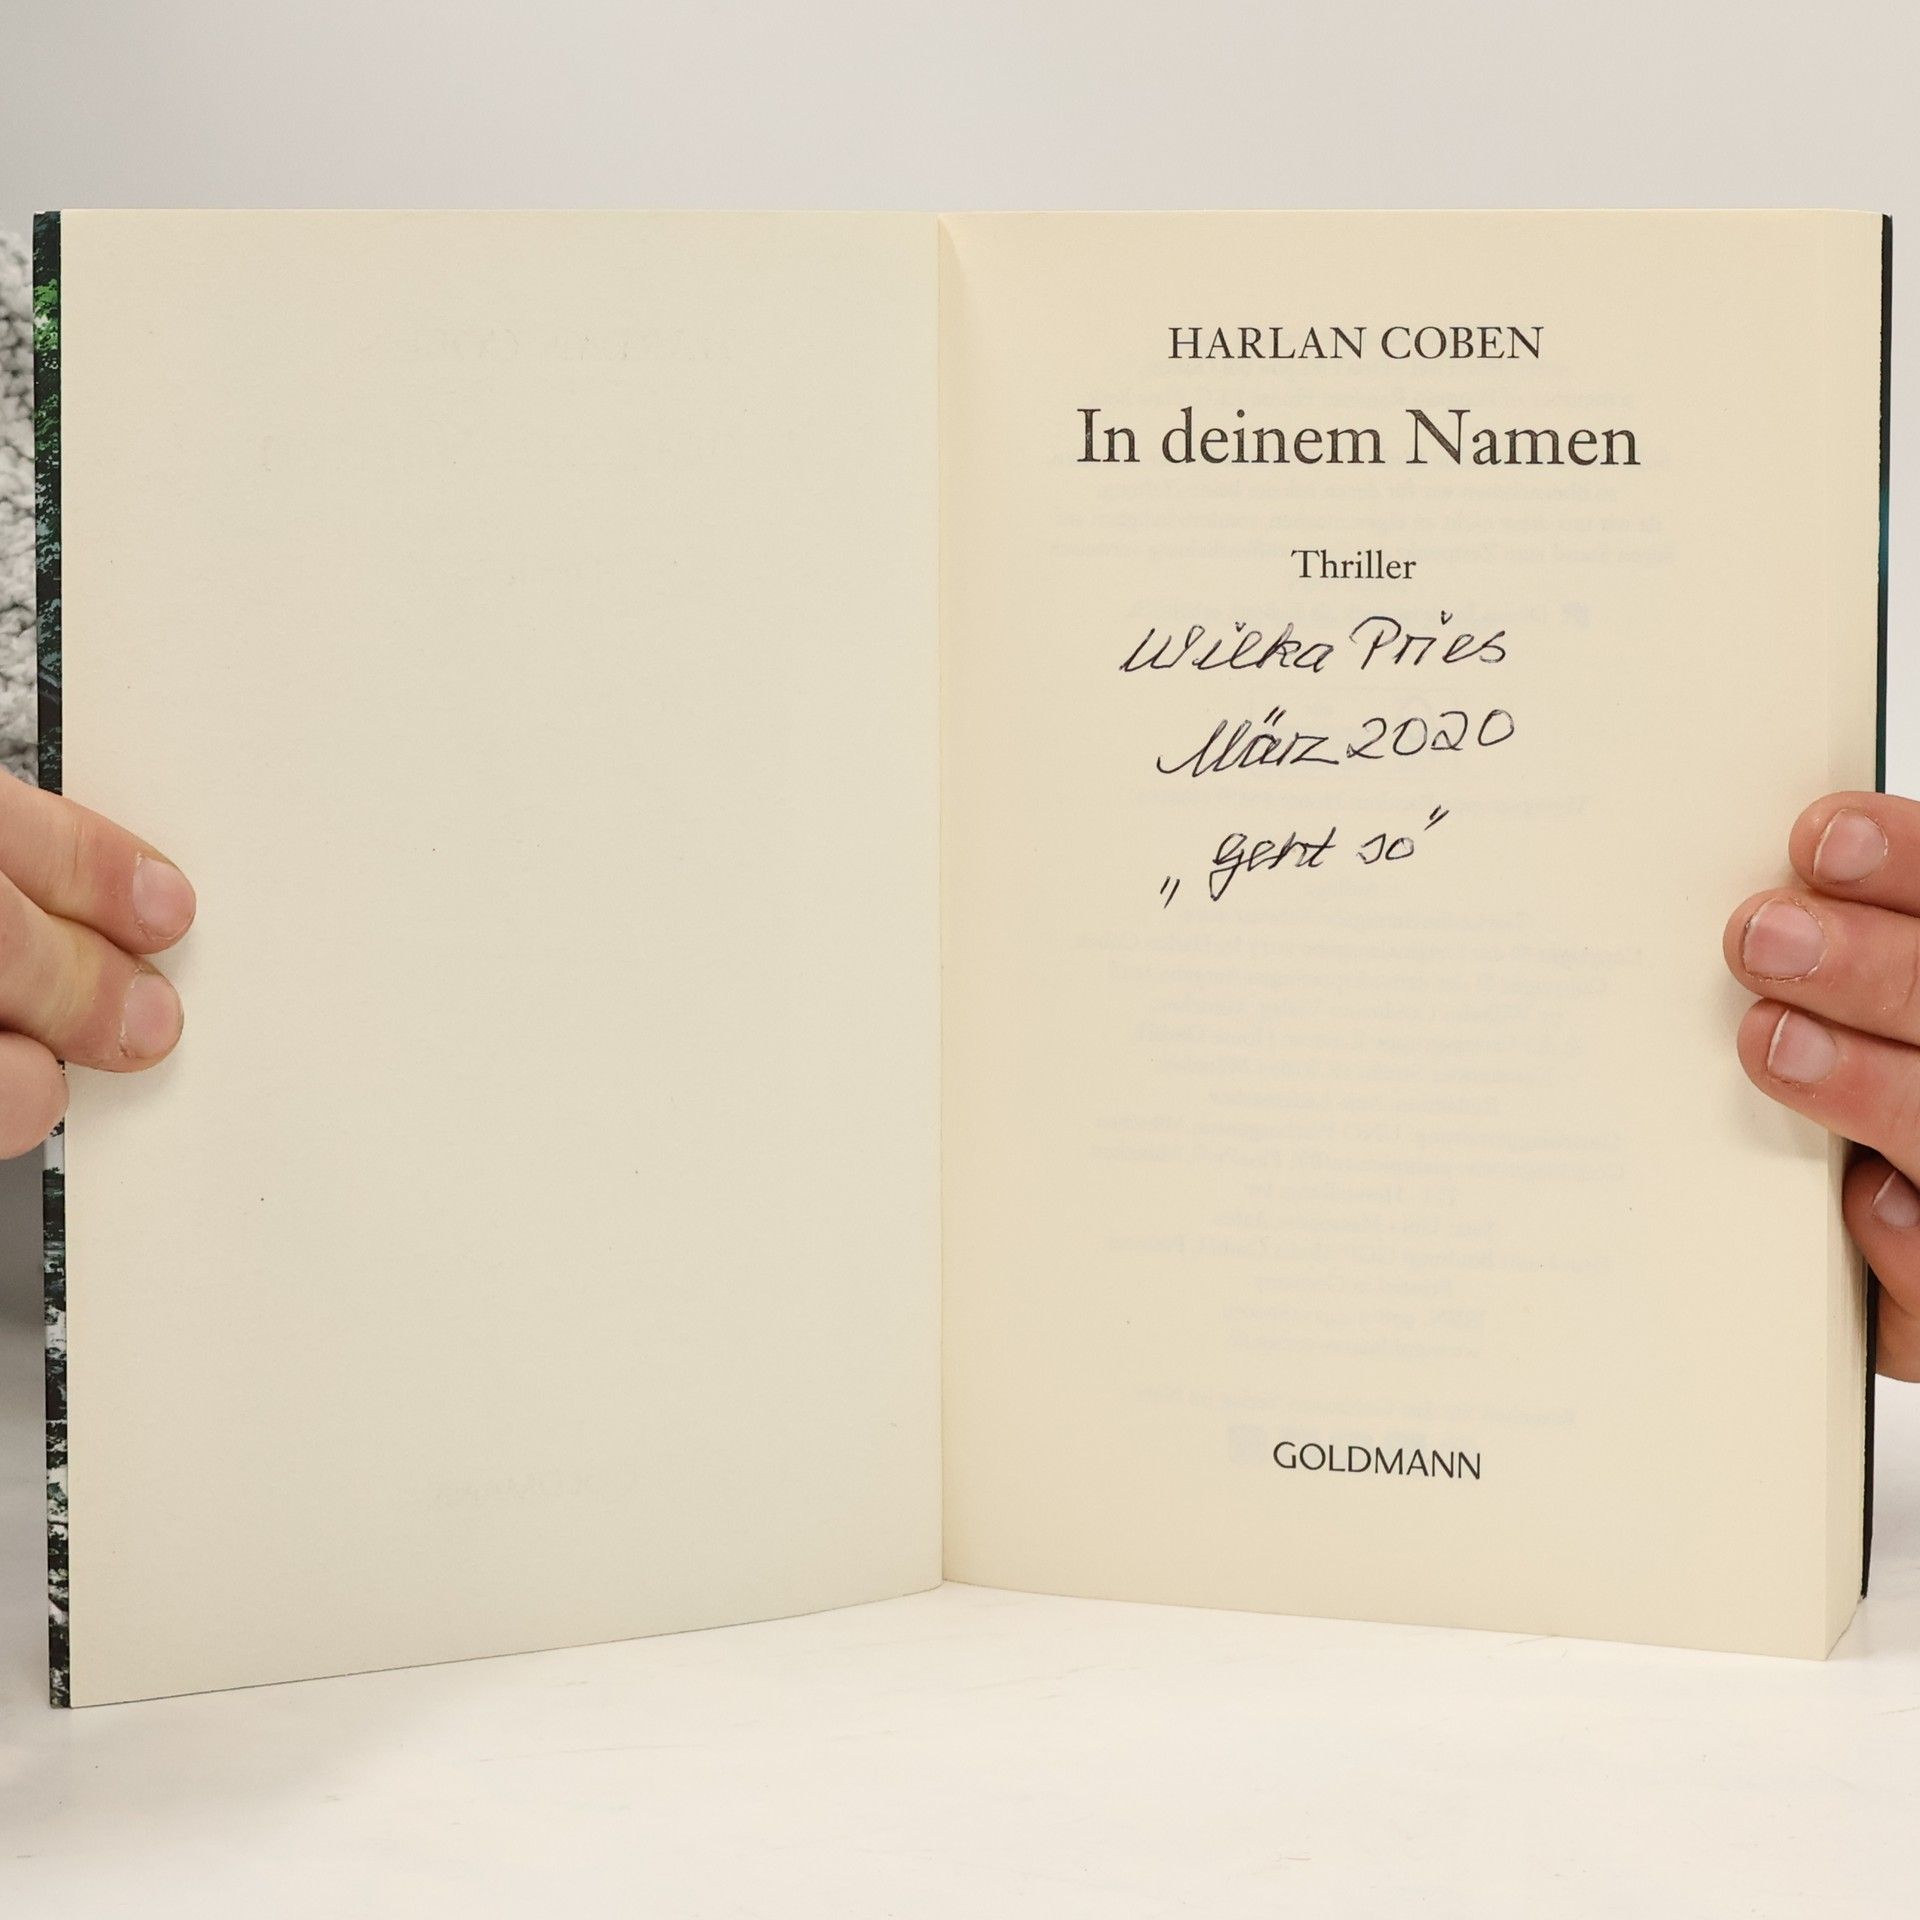 HARLAN COBEN
In deinem Namen
Thriller
Wilka Pries
März 2020
„geht so"
GOLDMANN